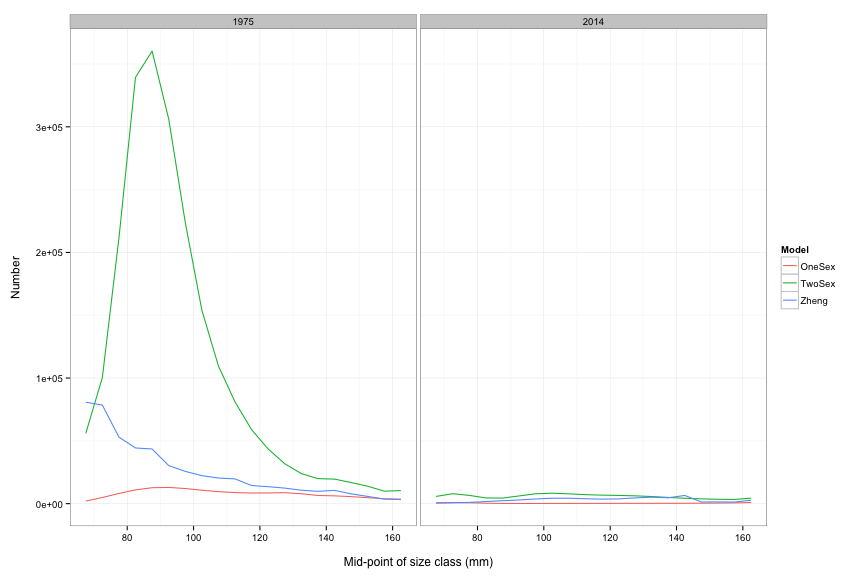 1975 2014
3e+05
2e+05
1e+05
0e+00
Number
80 100 120 140 160 80 100 120 140 160
Mid-point of size class (mm)
Model
OneSex
TwoSex
Zheng